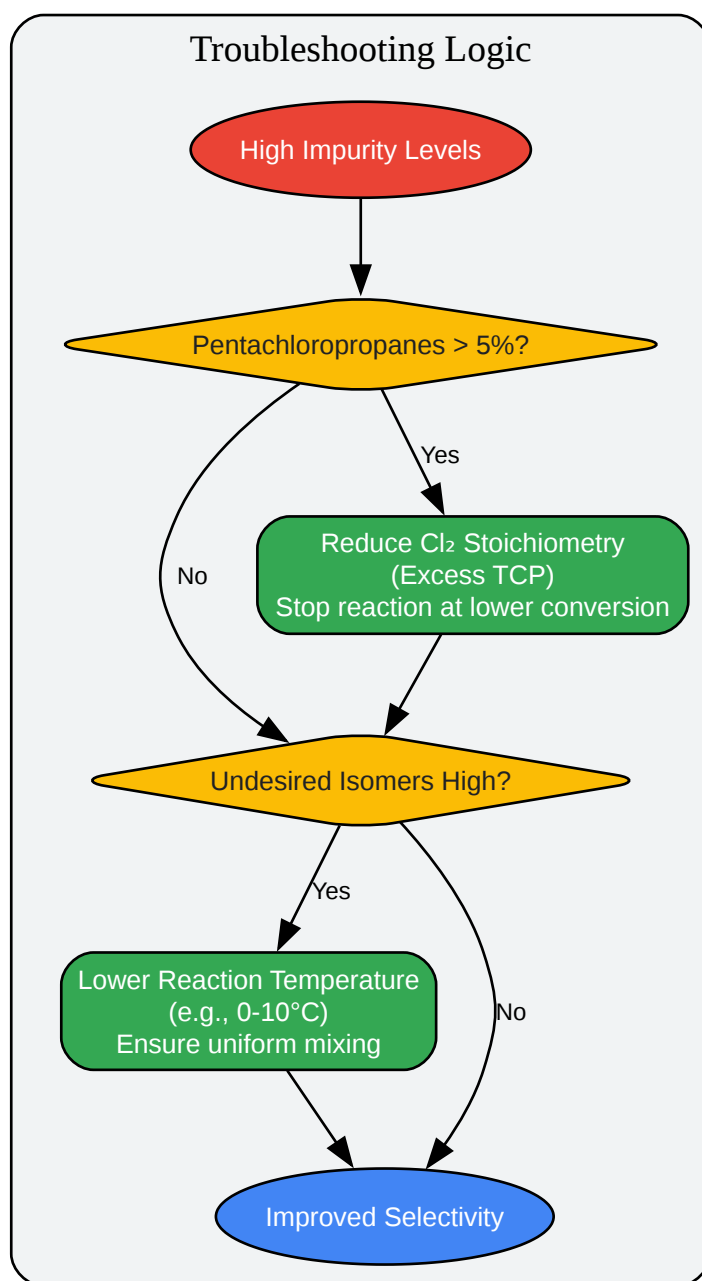 Troubleshooting Logic
High Impurity Levels
Pentachloropropanes > 5%?
Yes
No
Reduce Cl₂ Stoichiometry
(Excess TCP)
Stop reaction at lower conversion
Undesired Isomers High?
Yes
Lower Reaction Temperature
(e.g., 0-10°C)
Ensure uniform mixing
No
Improved Selectivity